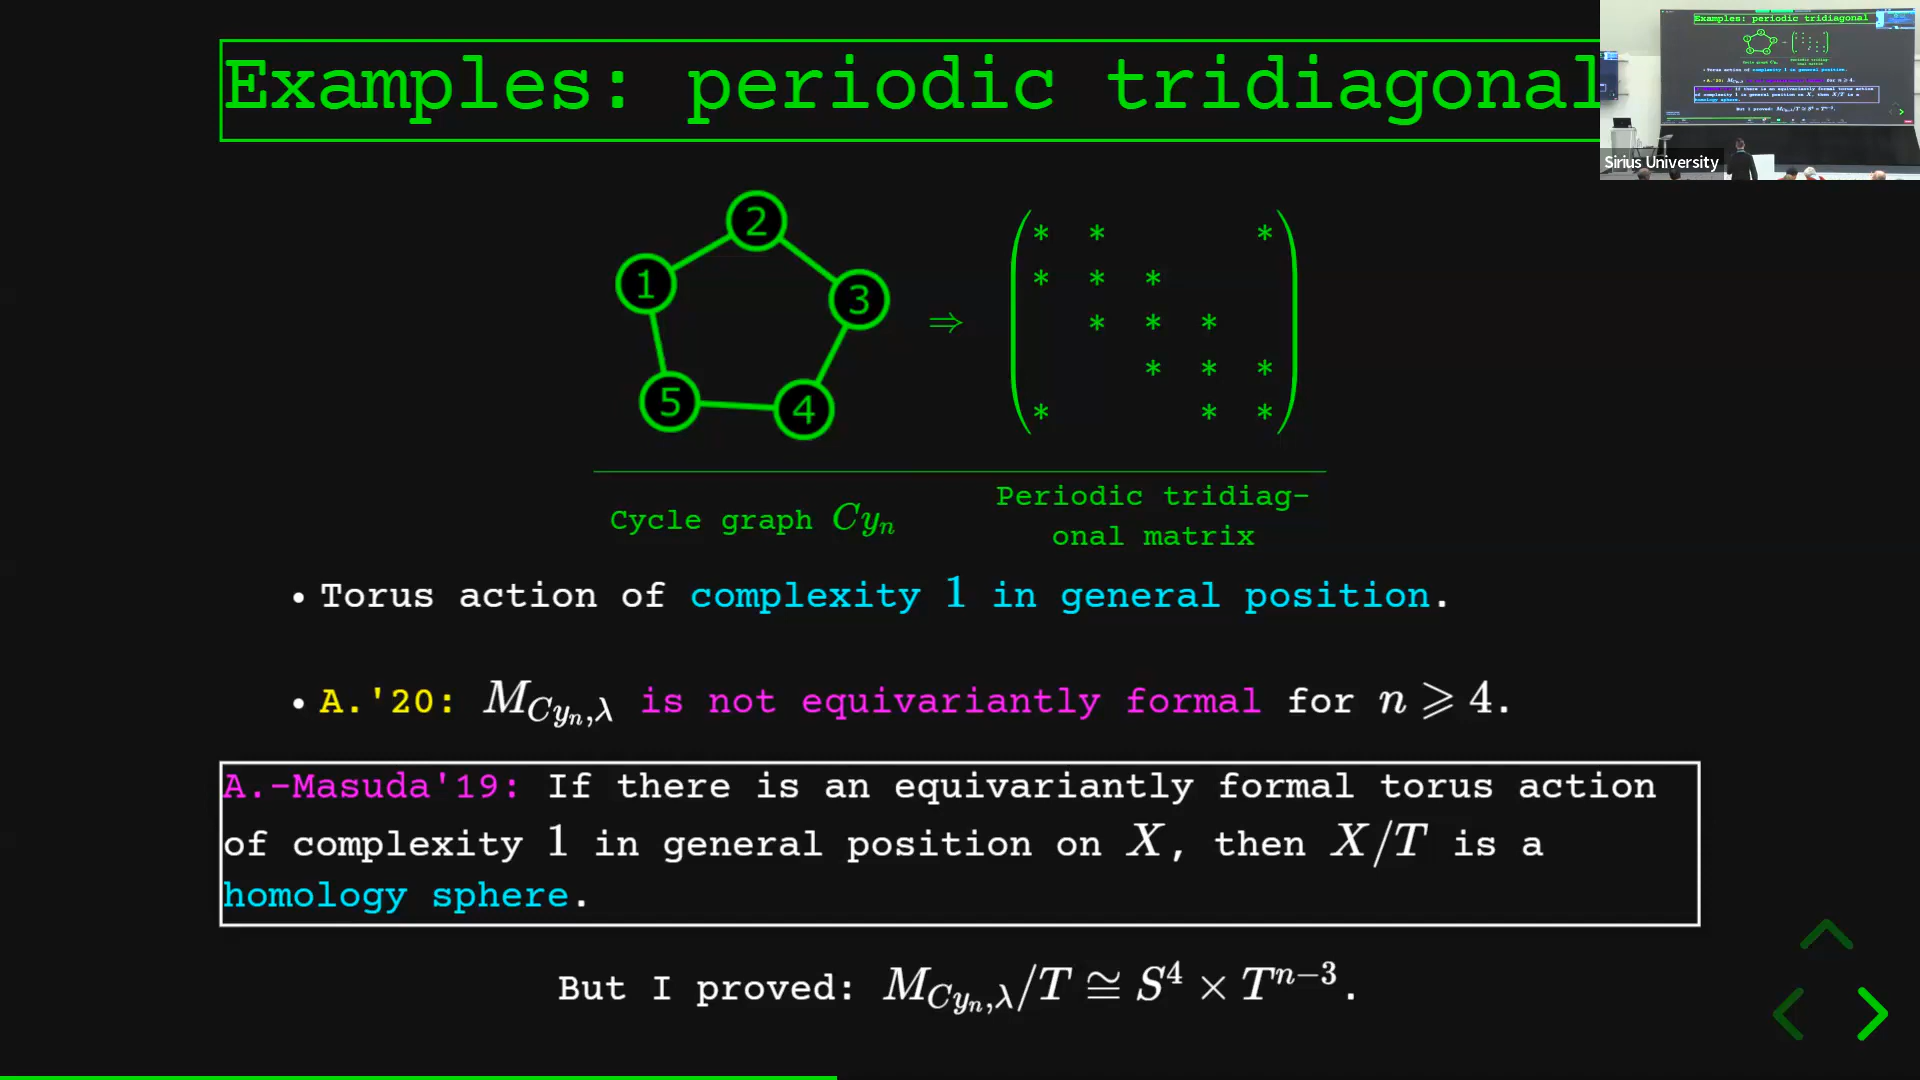 Examples: periodic tridiagonal
Sirius University
2
1
3
5
4
⇒
* *       *
* * *
  * * *
    * * *
*     * *
Cycle graph Cy_n
Periodic tridiag-
onal matrix
• Torus action of complexity 1 in general position.
• A.'20: M_{Cy_n,λ} is not equivariantly formal for n ⩾ 4.
A.-Masuda'19: If there is an equivariantly formal torus action
of complexity 1 in general position on X, then X/T is a
homology sphere.
But I proved: M_{Cy_n,λ}/T ≅ S^4 × T^{n−3}.